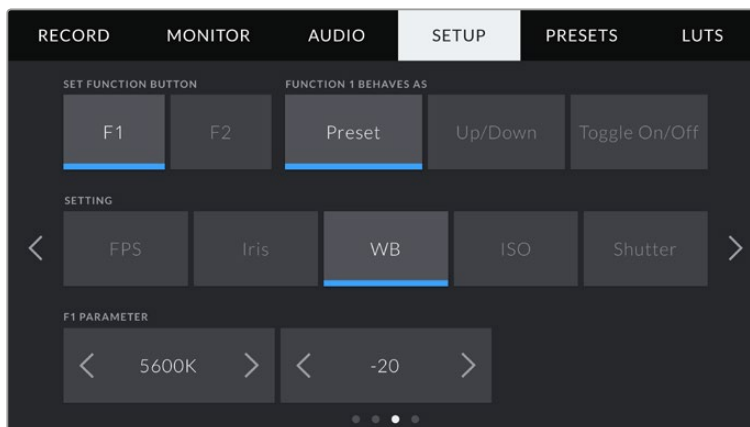 RECORD MONITOR AUDIO SETUP PRESETS LUTS
SET FUNCTION BUTTON FUNCTION 1 BEHAVES AS
F1 F2 Preset Up/Down Toggle On/Off
SETTING
FPS Iris WB ISO Shutter
F1 PARAMETER
5600K -20